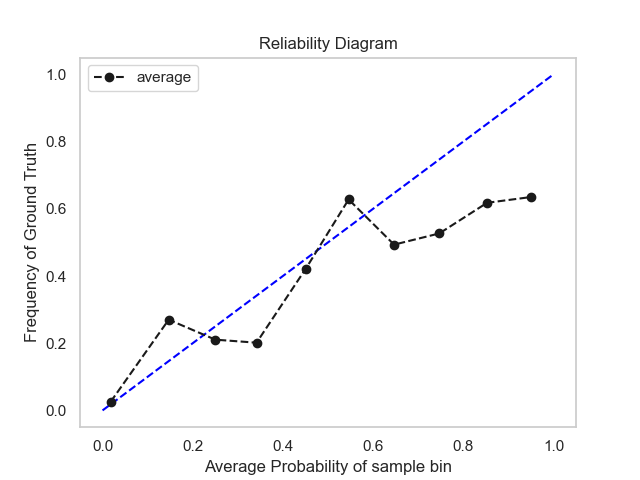 Reliability Diagram
average
Frequency of Ground Truth
1.0
0.8
0.6
0.4
0.2
0.0
0.0 0.2 0.4 0.6 0.8 1.0
Average Probability of sample bin